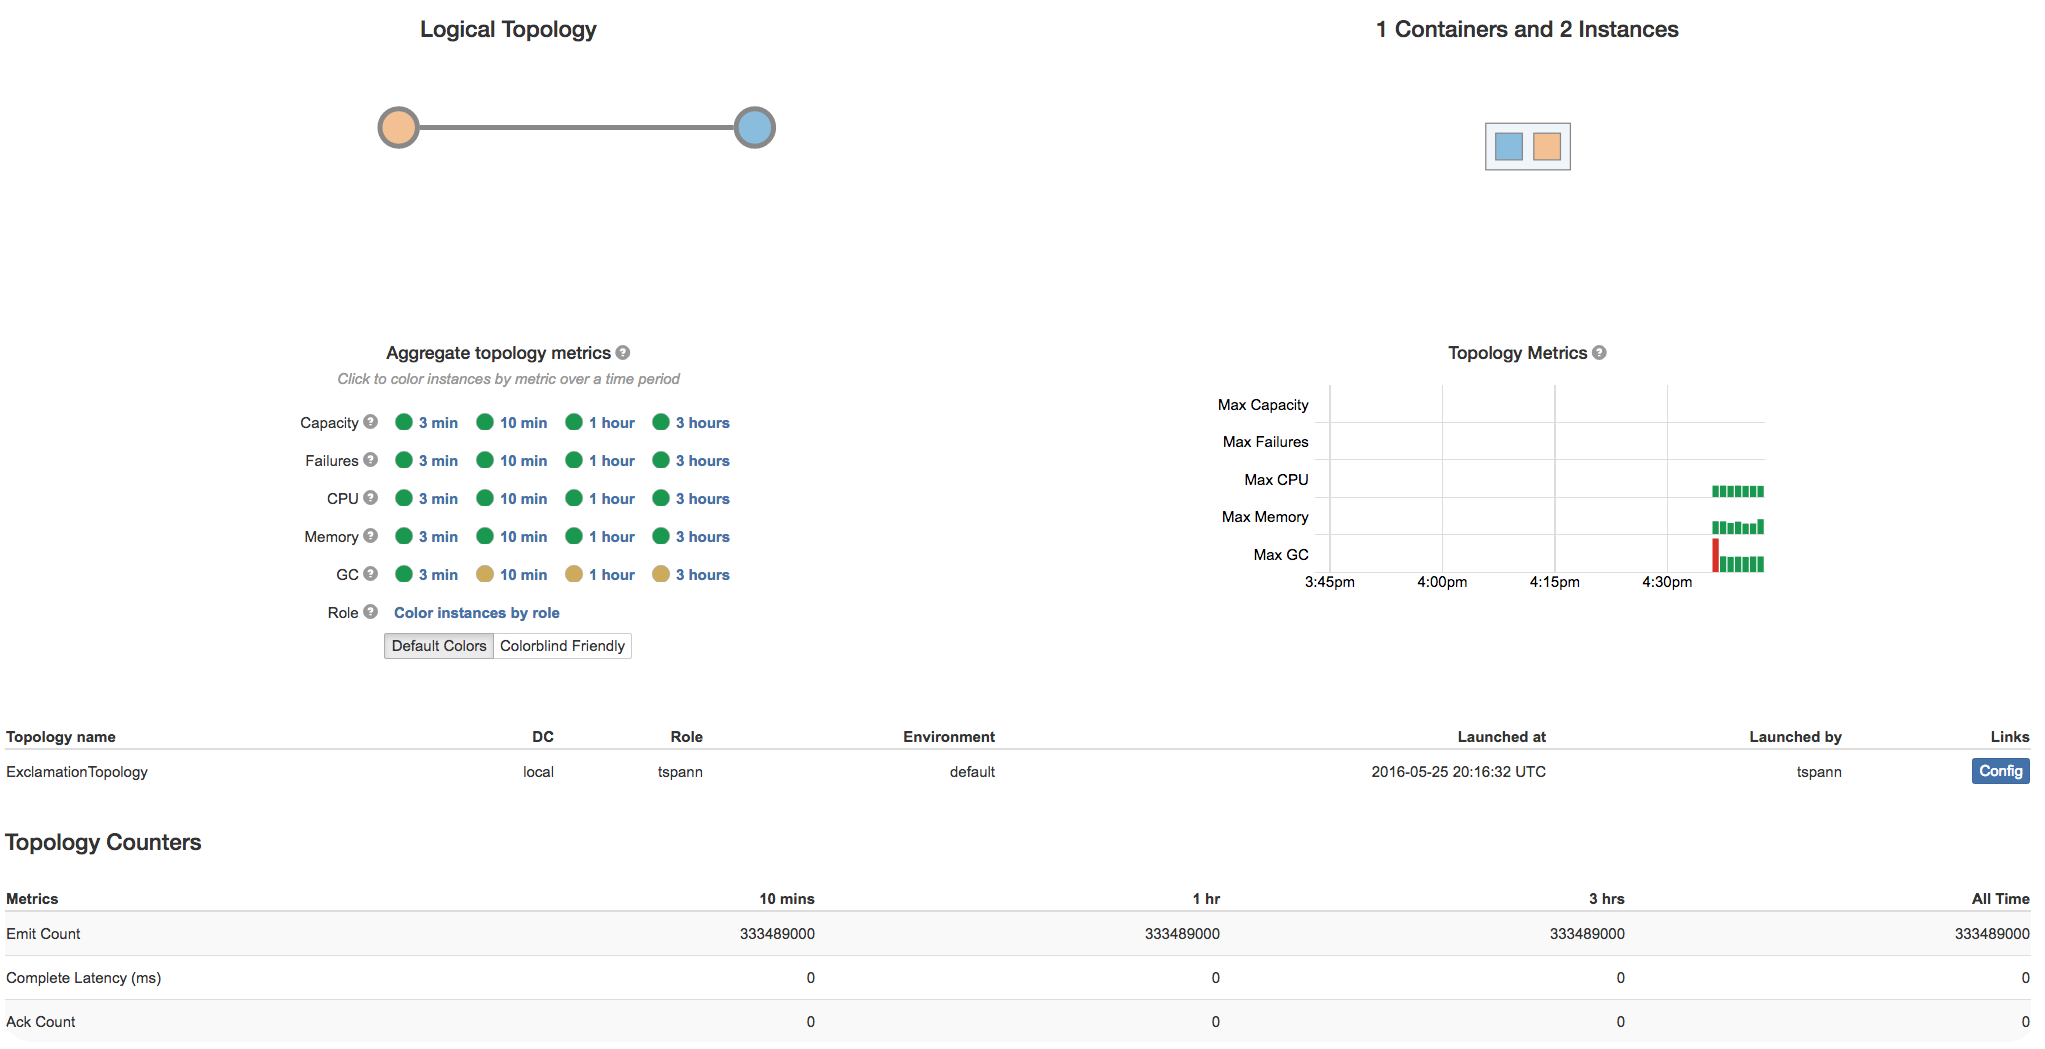 Logical Topology
1 Containers and 2 Instances
Aggregate topology metrics ?
Click to color instances by metric over a time period
Capacity ? 3 min 10 min 1 hour 3 hours
Failures ? 3 min 10 min 1 hour 3 hours
CPU ? 3 min 10 min 1 hour 3 hours
Memory ? 3 min 10 min 1 hour 3 hours
GC ? 3 min 10 min 1 hour 3 hours
Role ? Color instances by role
Default Colors Colorblind Friendly
Topology Metrics ?
Max Capacity
Max Failures
Max CPU
Max Memory
Max GC
3:45pm 4:00pm 4:15pm 4:30pm
Topology name DC Role Environment Launched at Launched by Links
ExclamationTopology local tspann default 2016-05-25 20:16:32 UTC tspann Config
Topology Counters
Metrics 10 mins 1 hr 3 hrs All Time
Emit Count 333489000 333489000 333489000 333489000
Complete Latency (ms) 0 0 0 0
Ack Count 0 0 0 0